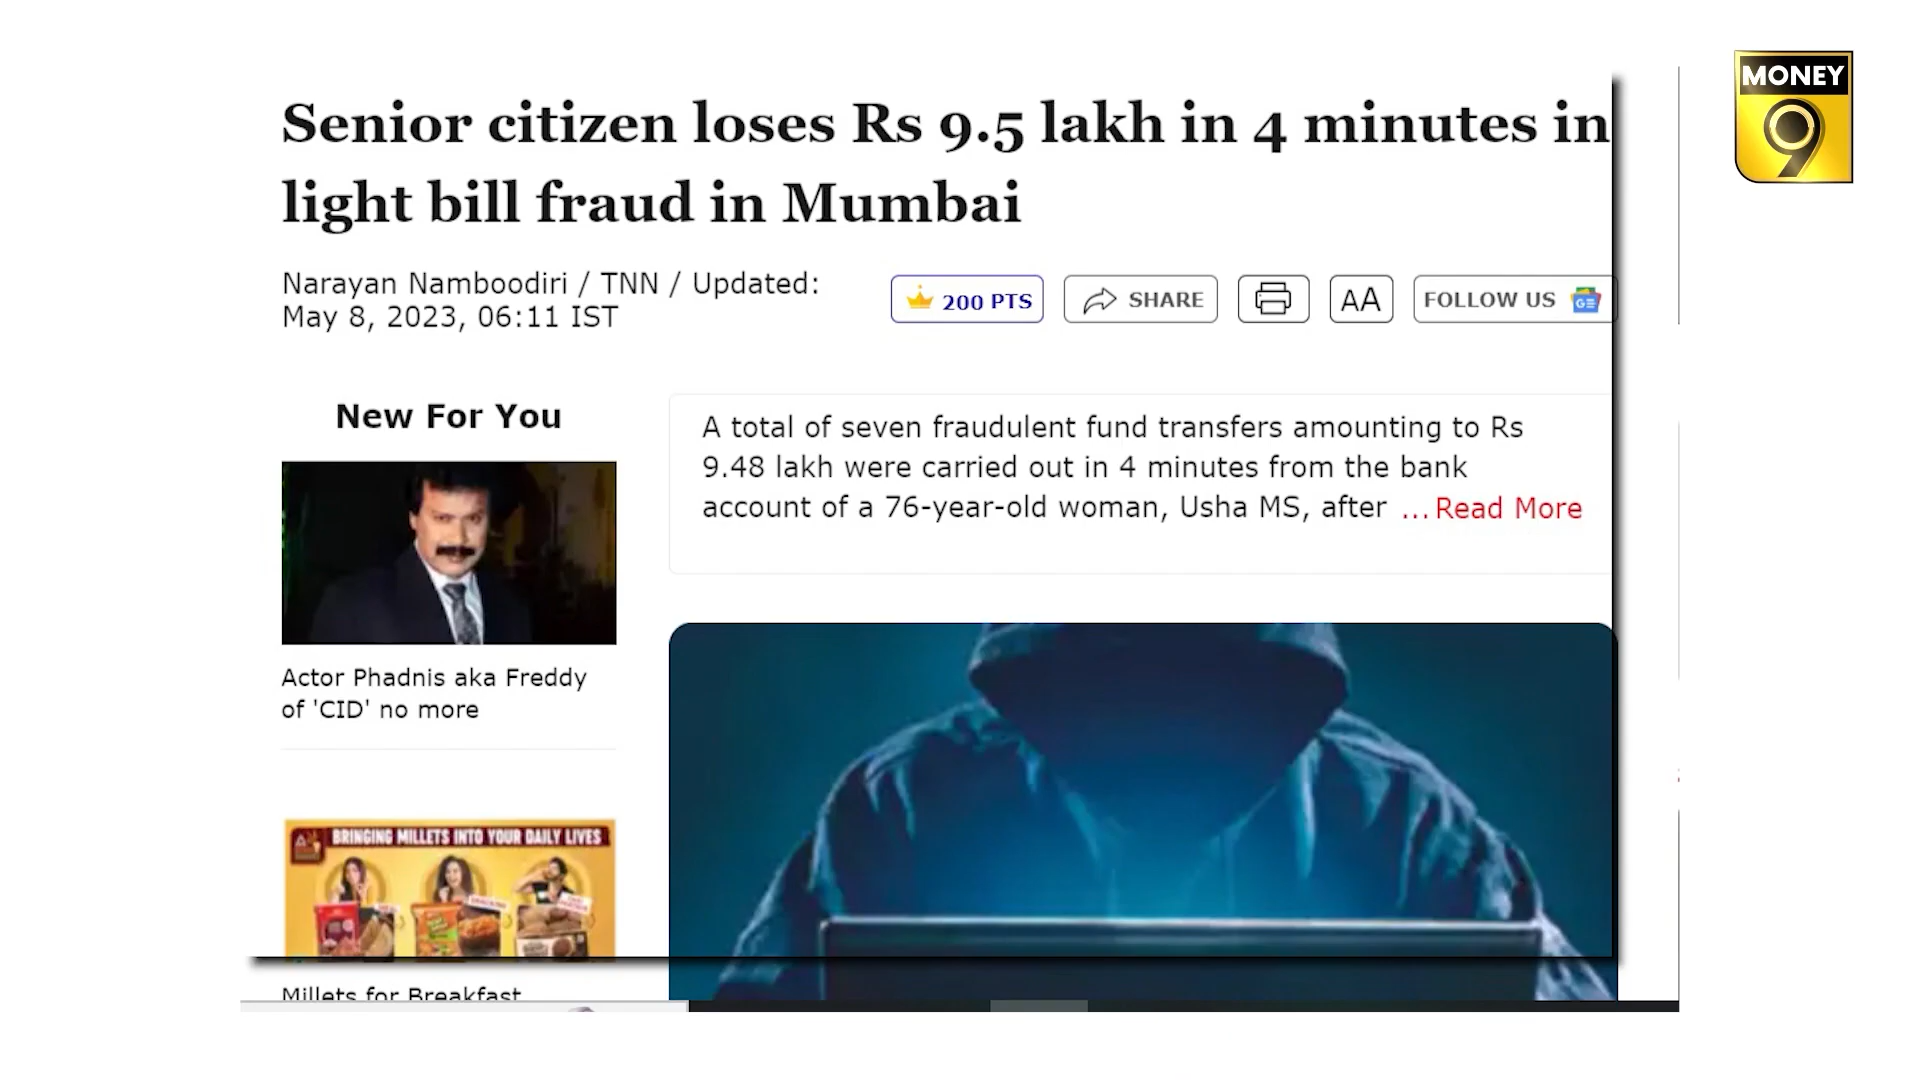 MONEY
9
Senior citizen loses Rs 9.5 lakh in 4 minutes in
light bill fraud in Mumbai
Narayan Namboodiri / TNN / Updated:
May 8, 2023, 06:11 IST
200 PTS
SHARE
AA
FOLLOW US
GE
New For You
A total of seven fraudulent fund transfers amounting to Rs
9.48 lakh were carried out in 4 minutes from the bank
account of a 76-year-old woman, Usha MS, after ... Read More
Actor Phadnis aka Freddy
of 'CID' no more
BRINGING MILLETS INTO YOUR DAILY LIVES
Millets for Breakfast